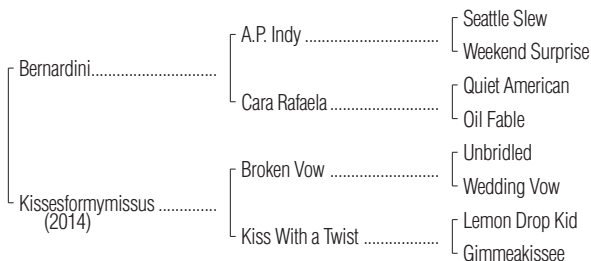 Seattle Slew
A.P. Indy
Weekend Surprise
Bernardini
Quiet American
Cara Rafaela
Oil Fable
Unbridled
Broken Vow
Wedding Vow
Kissesformymissus
(2014)
Lemon Drop Kid
Kiss With a Twist
Gimmeakissee